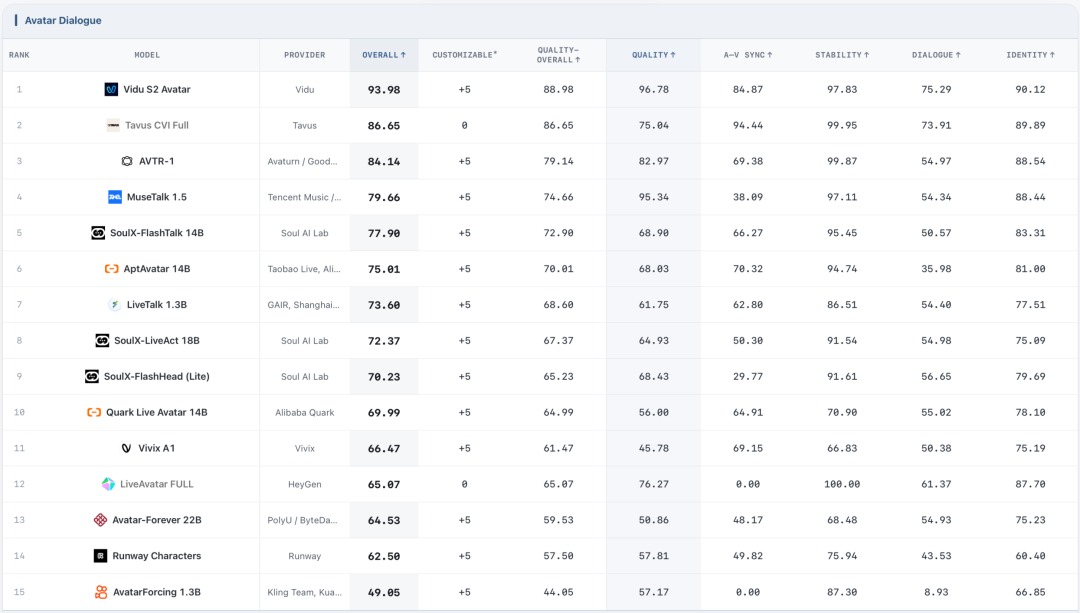 Avatar Dialogue
RANK MODEL PROVIDER OVERALL↑ CUSTOMIZABLE* QUALITY–OVERALL↑ QUALITY↑ A–V SYNC↑ STABILITY↑ DIALOGUE↑ IDENTITY↑
1 Vidu S2 Avatar Vidu 93.98 +5 88.98 96.78 84.87 97.83 75.29 90.12
2 Tavus CVI Full Tavus 86.65 0 86.65 75.04 94.44 99.95 73.91 89.89
3 AVTR-1 Avaturn / Good... 84.14 +5 79.14 82.97 69.38 99.87 54.97 88.54
4 MuseTalk 1.5 Tencent Music /... 79.66 +5 74.66 95.34 38.09 97.11 54.34 88.44
5 SoulX-FlashTalk 14B Soul AI Lab 77.90 +5 72.90 68.90 66.27 95.45 50.57 83.31
6 AptAvatar 14B Taobao Live, Ali... 75.01 +5 70.01 68.03 70.32 94.74 35.98 81.00
7 LiveTalk 1.3B GAIR, Shanghai... 73.60 +5 68.60 61.75 62.80 86.51 54.40 77.51
8 SoulX-LiveAct 18B Soul AI Lab 72.37 +5 67.37 64.93 50.30 91.54 54.98 75.09
9 SoulX-FlashHead (Lite) Soul AI Lab 70.23 +5 65.23 68.43 29.77 91.61 56.65 79.69
10 Quark Live Avatar 14B Alibaba Quark 69.99 +5 64.99 56.00 64.91 70.90 55.02 78.10
11 Vivix A1 Vivix 66.47 +5 61.47 45.78 69.15 66.83 50.38 75.19
12 LiveAvatar FULL HeyGen 65.07 0 65.07 76.27 0.00 100.00 61.37 87.70
13 Avatar-Forever 22B PolyU / ByteDa... 64.53 +5 59.53 50.86 48.17 68.48 54.93 75.23
14 Runway Characters Runway 62.50 +5 57.50 57.81 49.82 75.94 43.53 60.40
15 AvatarForcing 1.3B Kling Team, Kua... 49.05 +5 44.05 57.17 0.00 87.30 8.93 66.85